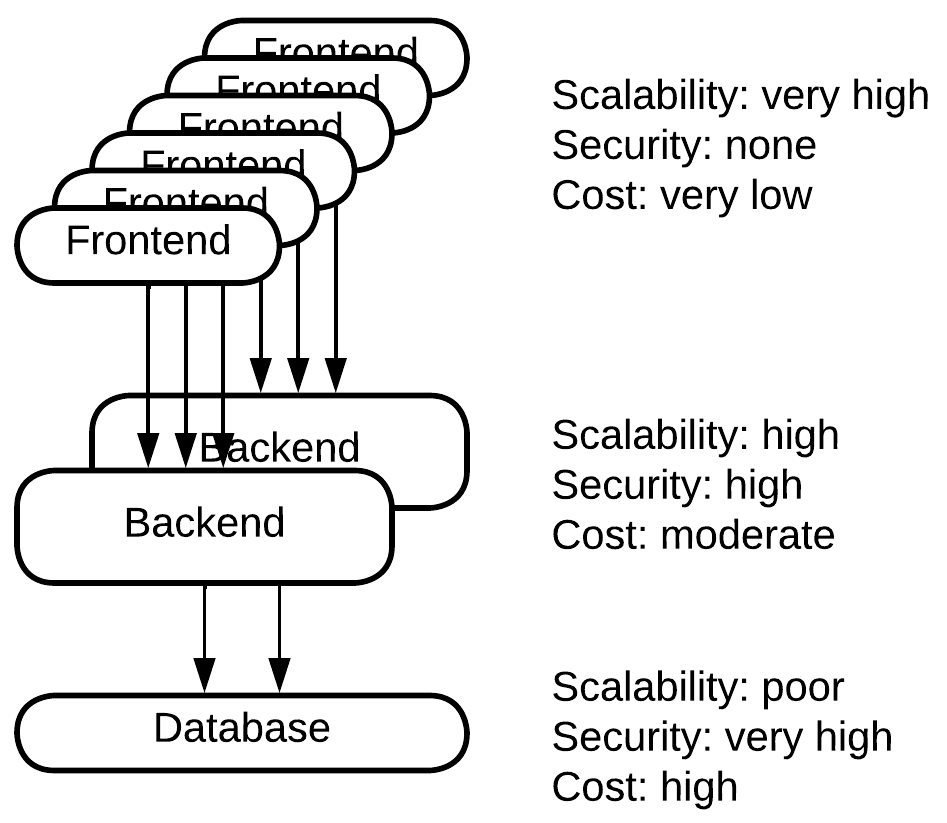 Frontend
Frontend
Frontend
Frontend
Frontend
Frontend
Scalability: very high
Security: none
Cost: very low
Backend
Backend
Scalability: high
Security: high
Cost: moderate
Database
Scalability: poor
Security: very high
Cost: high